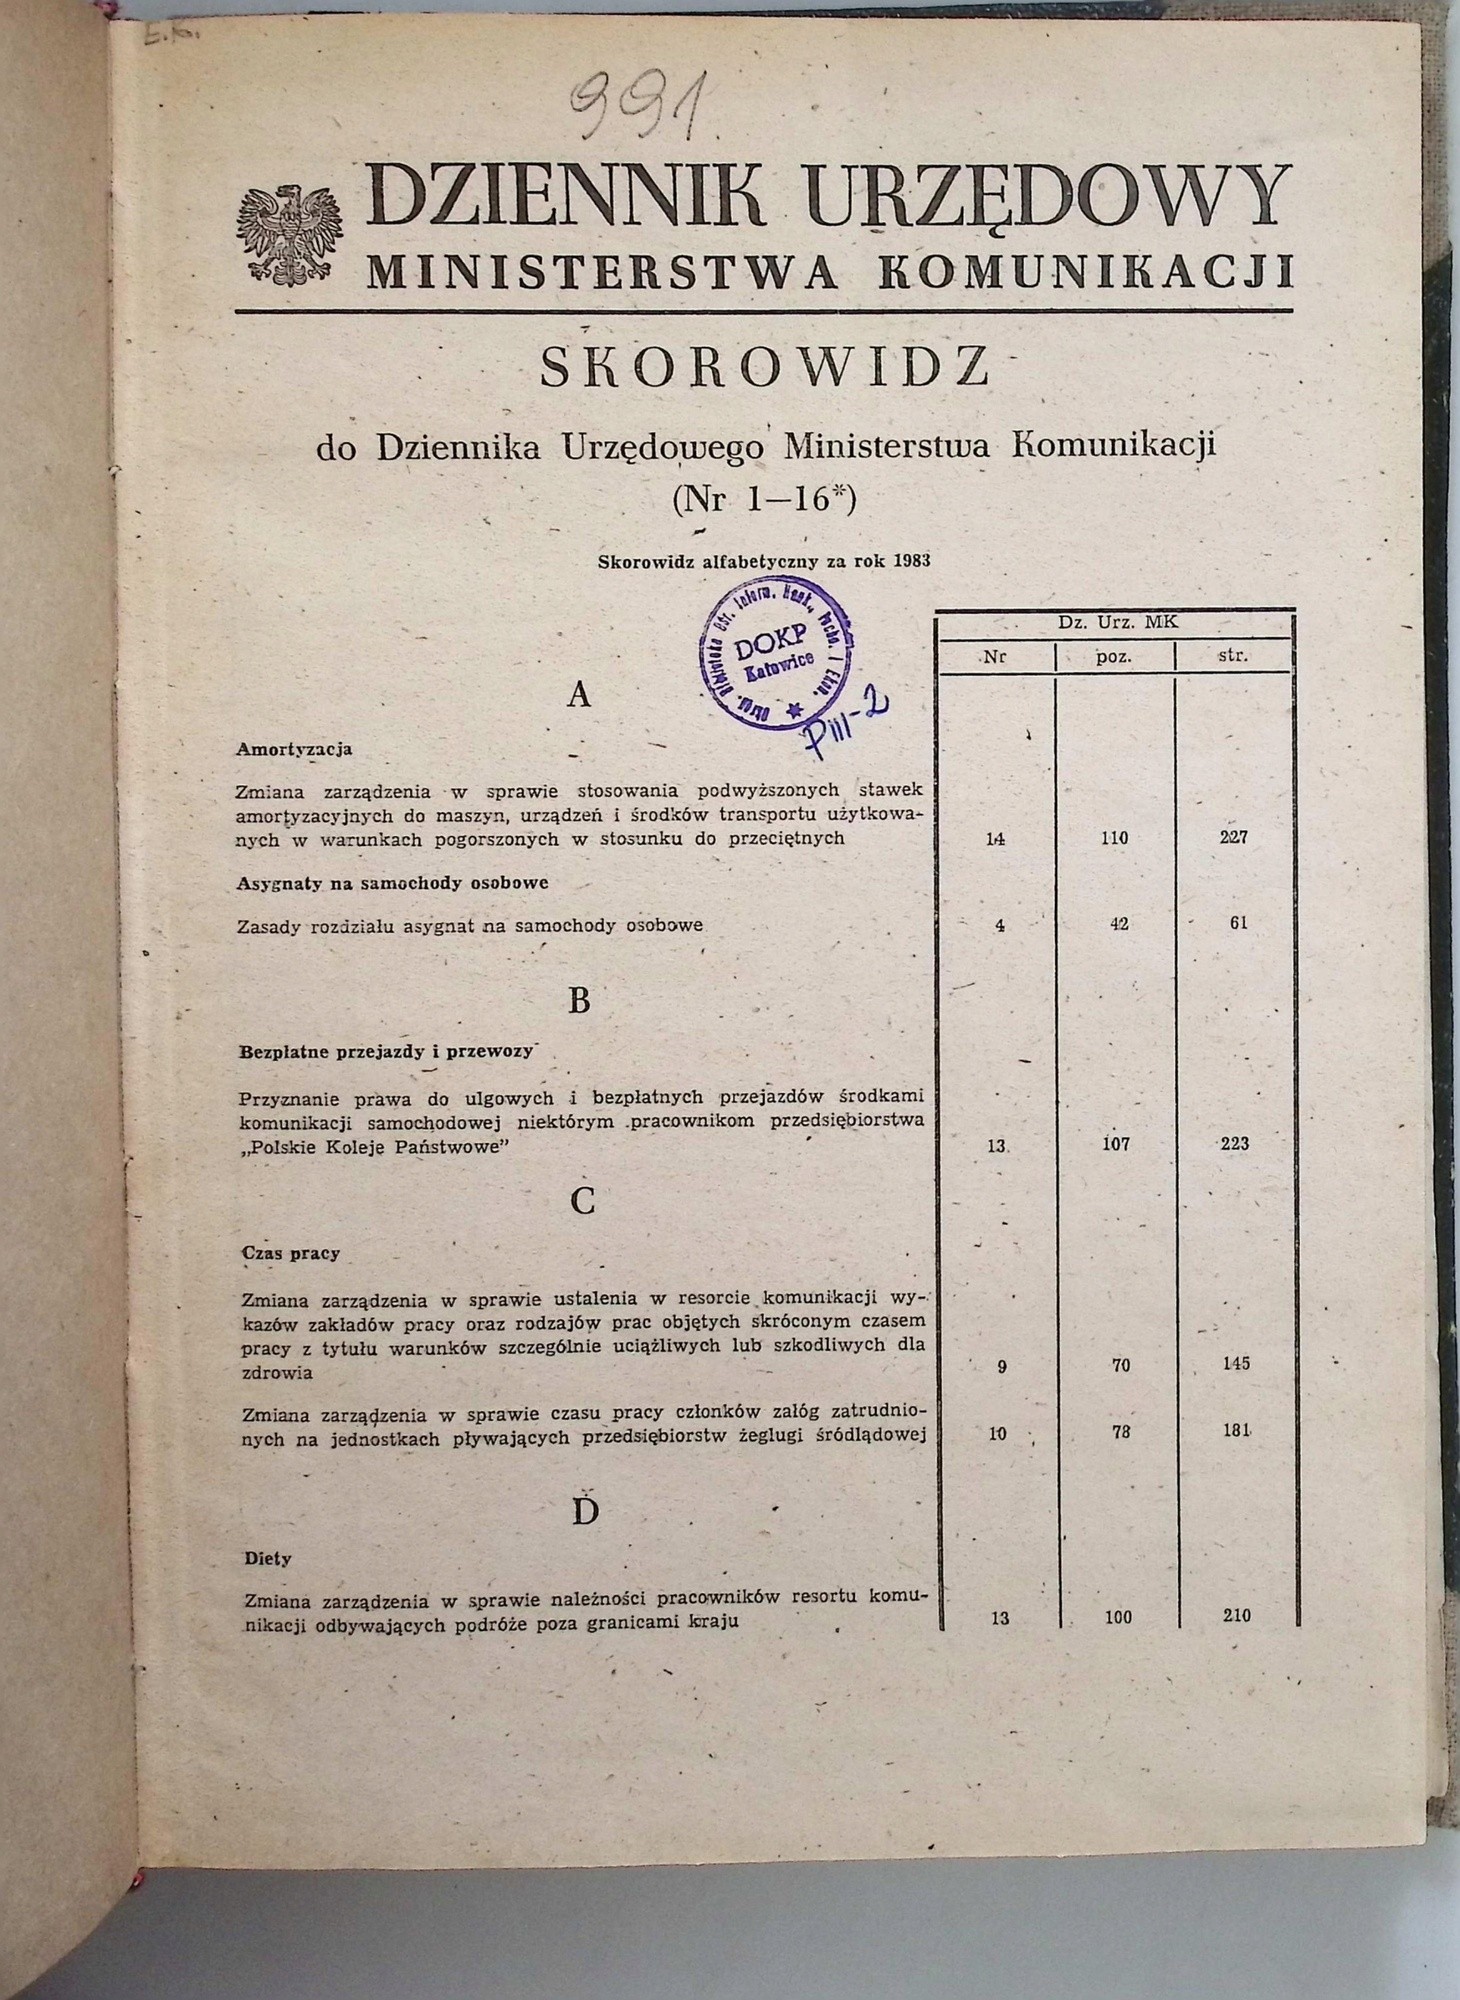 991.
DZIENNIK URZĘDOWY
MINISTERSTWA KOMUNIKACJI
SKOROWIDZ
do Dziennika Urzędowego Ministerstwa Komunikacji
(Nr 1—16*)
Skorowidz alfabetyczny za rok 1983
DOKP
Katowice
PIII-2
Dz. Urz. MK
Nr poz. str.
A
Amortyzacja
Zmiana zarządzenia w sprawie stosowania podwyższonych stawek
amortyzacyjnych do maszyn, urządzeń i środków transportu użytkowa-
nych w warunkach pogorszonych w stosunku do przeciętnych 14 110 227
Asygnaty na samochody osobowe
Zasady rozdziału asygnat na samochody osobowe 4 42 61
B
Bezpłatne przejazdy i przewozy
Przyznanie prawa do ulgowych i bezpłatnych przejazdów środkami
komunikacji samochodowej niektórym pracownikom przedsiębiorstwa
„Polskie Koleje Państwowe” 13 107 223
C
Czas pracy
Zmiana zarządzenia w sprawie ustalenia w resorcie komunikacji wy-
kazów zakładów pracy oraz rodzajów prac objętych skróconym czasem
pracy z tytułu warunków szczególnie uciążliwych lub szkodliwych dla
zdrowia 9 70 145
Zmiana zarządzenia w sprawie czasu pracy członków załóg zatrudnio-
nych na jednostkach pływających przedsiębiorstw żeglugi śródlądowej 10 78 181
D
Diety
Zmiana zarządzenia w sprawie należności pracowników resortu komu-
nikacji odbywających podróże poza granicami kraju 13 100 210